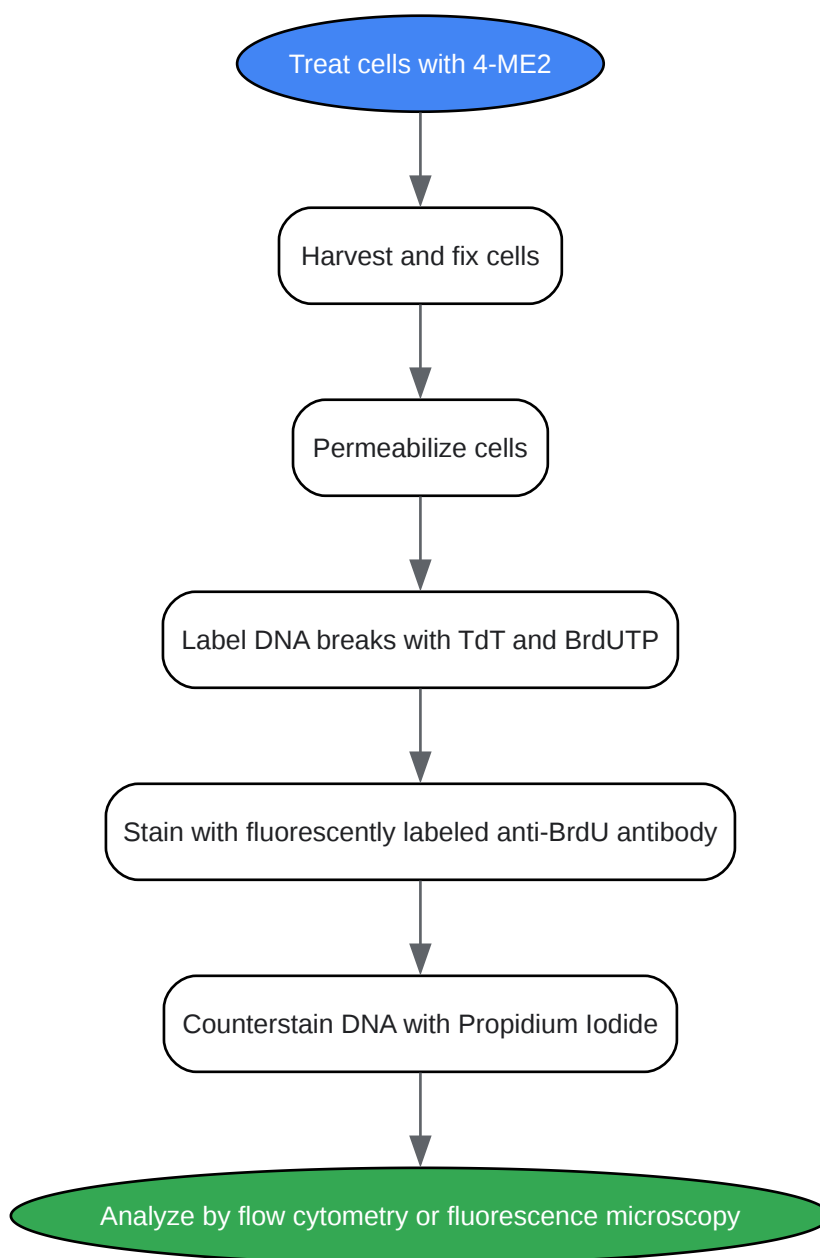 Treat cells with 4-ME2
Harvest and fix cells
Permeabilize cells
Label DNA breaks with TdT and BrdUTP
Stain with fluorescently labeled anti-BrdU antibody
Counterstain DNA with Propidium Iodide
Analyze by flow cytometry or fluorescence microscopy